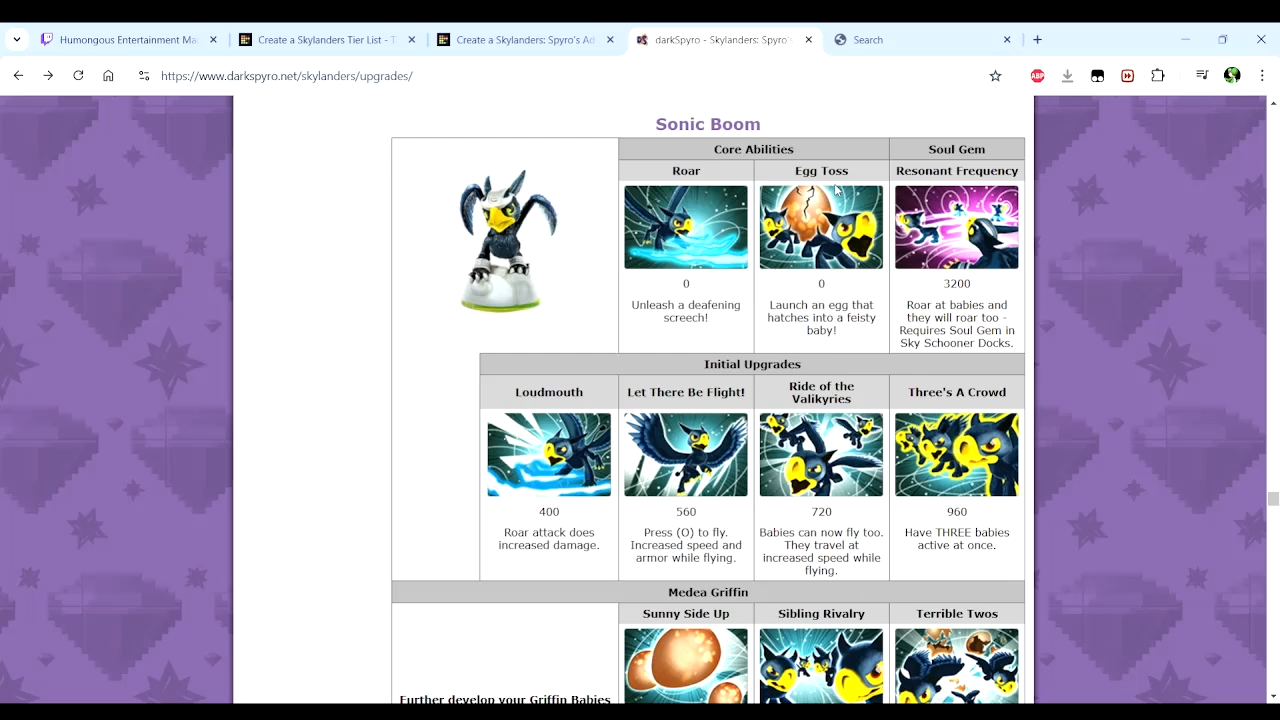 Humongous Entertainment Ma
Create a Skylanders Tier List - T
Create a Skylanders: Spyro's Ad
darkSpyro - Skylanders: Spyro's
Search
https://www.darkspyro.net/skylanders/upgrades/
ABP
Sonic Boom
Core Abilities
Soul Gem
Roar
Egg Toss
Resonant Frequency
0
0
3200
Unleash a deafening
screech!
Launch an egg that
hatches into a feisty
baby!
Roar at babies and
they will roar too -
Requires Soul Gem in
Sky Schooner Docks.
Initial Upgrades
Loudmouth
Let There Be Flight!
Ride of the
Valikyries
Three's A Crowd
400
560
720
960
Roar attack does
increased damage.
Press (O) to fly.
Increased speed and
armor while flying.
Babies can now fly too.
They travel at
increased speed while
flying.
Have THREE babies
active at once.
Medea Griffin
Sunny Side Up
Sibling Rivalry
Terrible Twos
Further develop your Griffin Babies